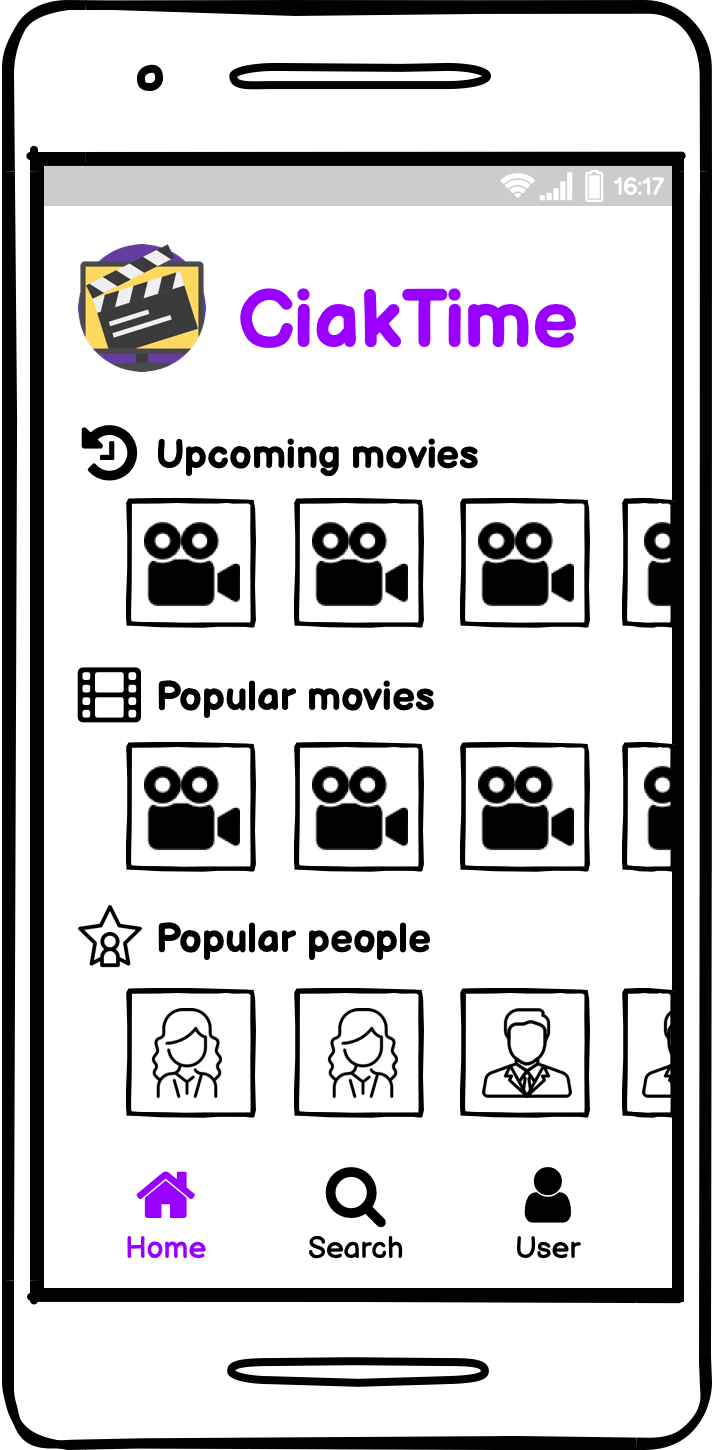 16:17
CiakTime
Upcoming movies
Popular movies
Popular people
Home
Search
User